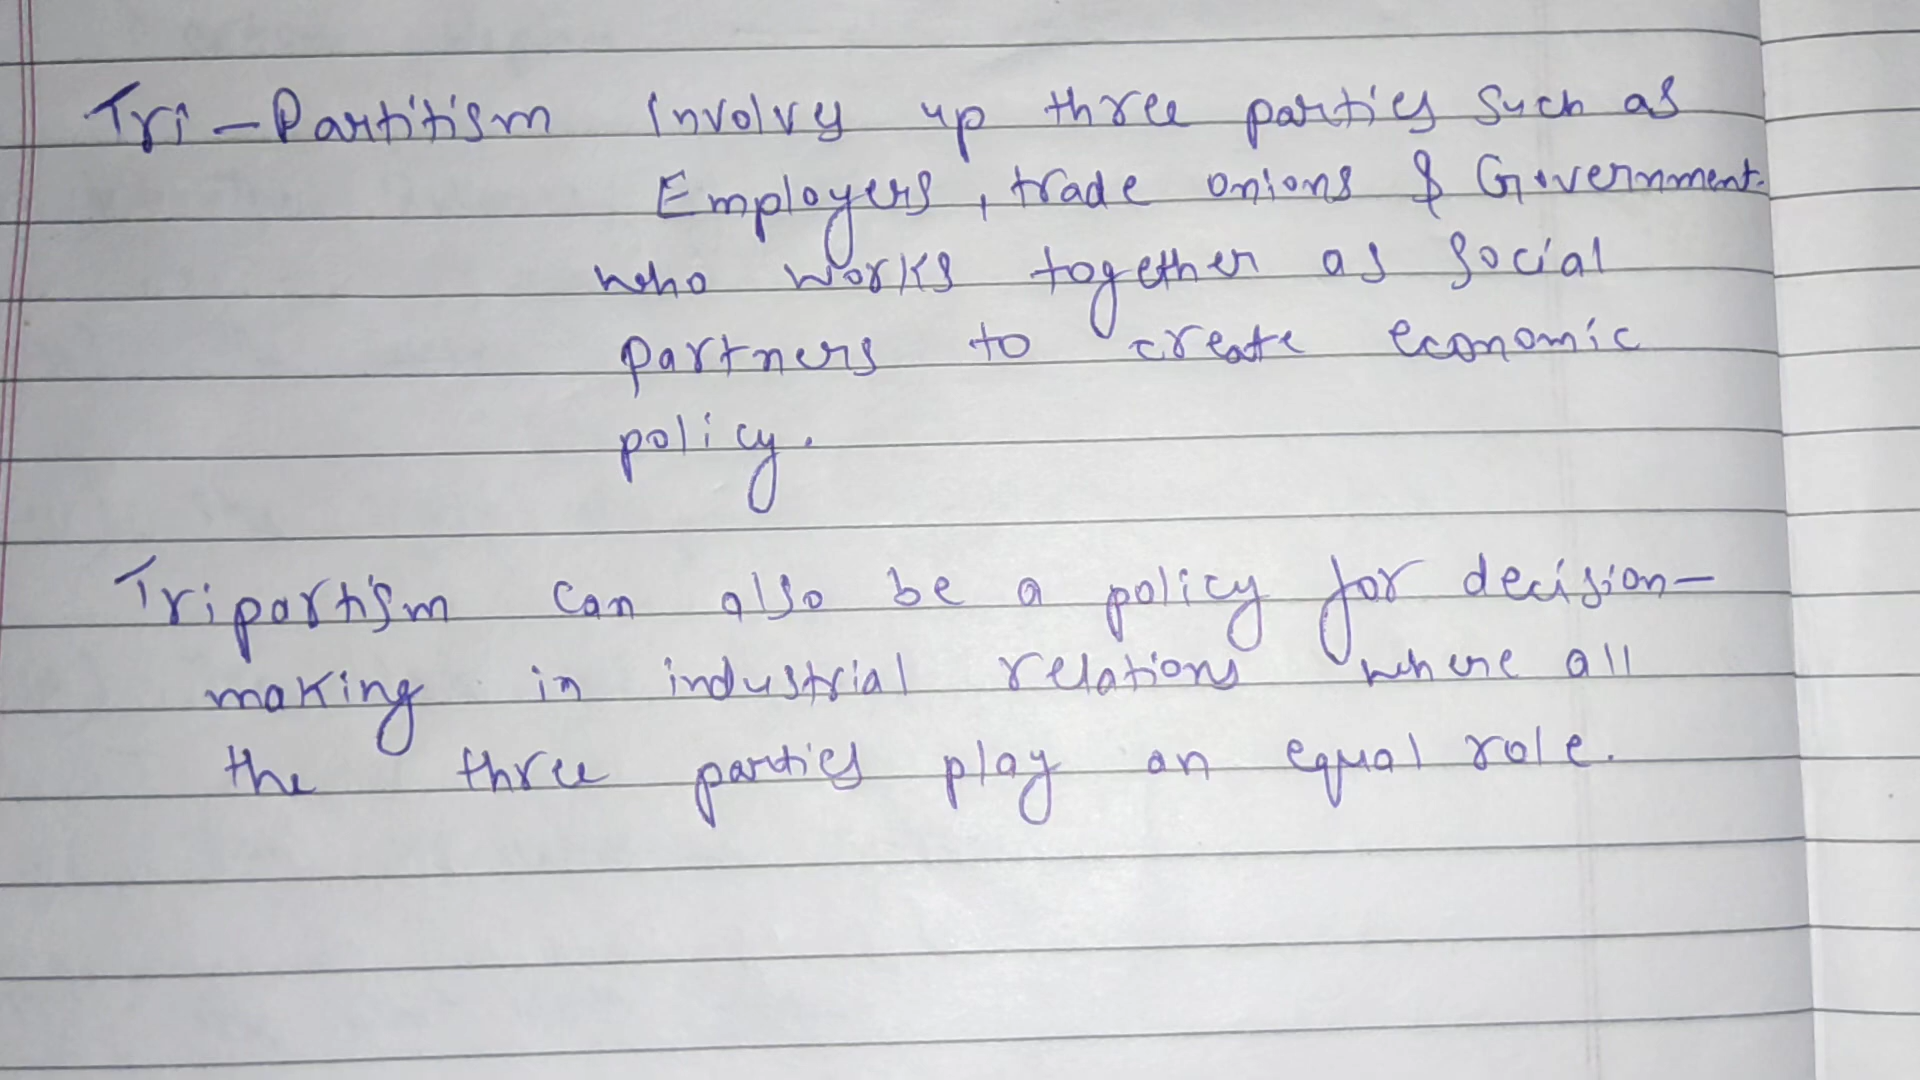 Tri-Partitism Involves up three parties such as
Employers, trade onions & Government
who works together as social
partners to create economic
policy.
Tripartism can also be a policy for decision-
making in industrial relations where all
the three parties play an equal role.